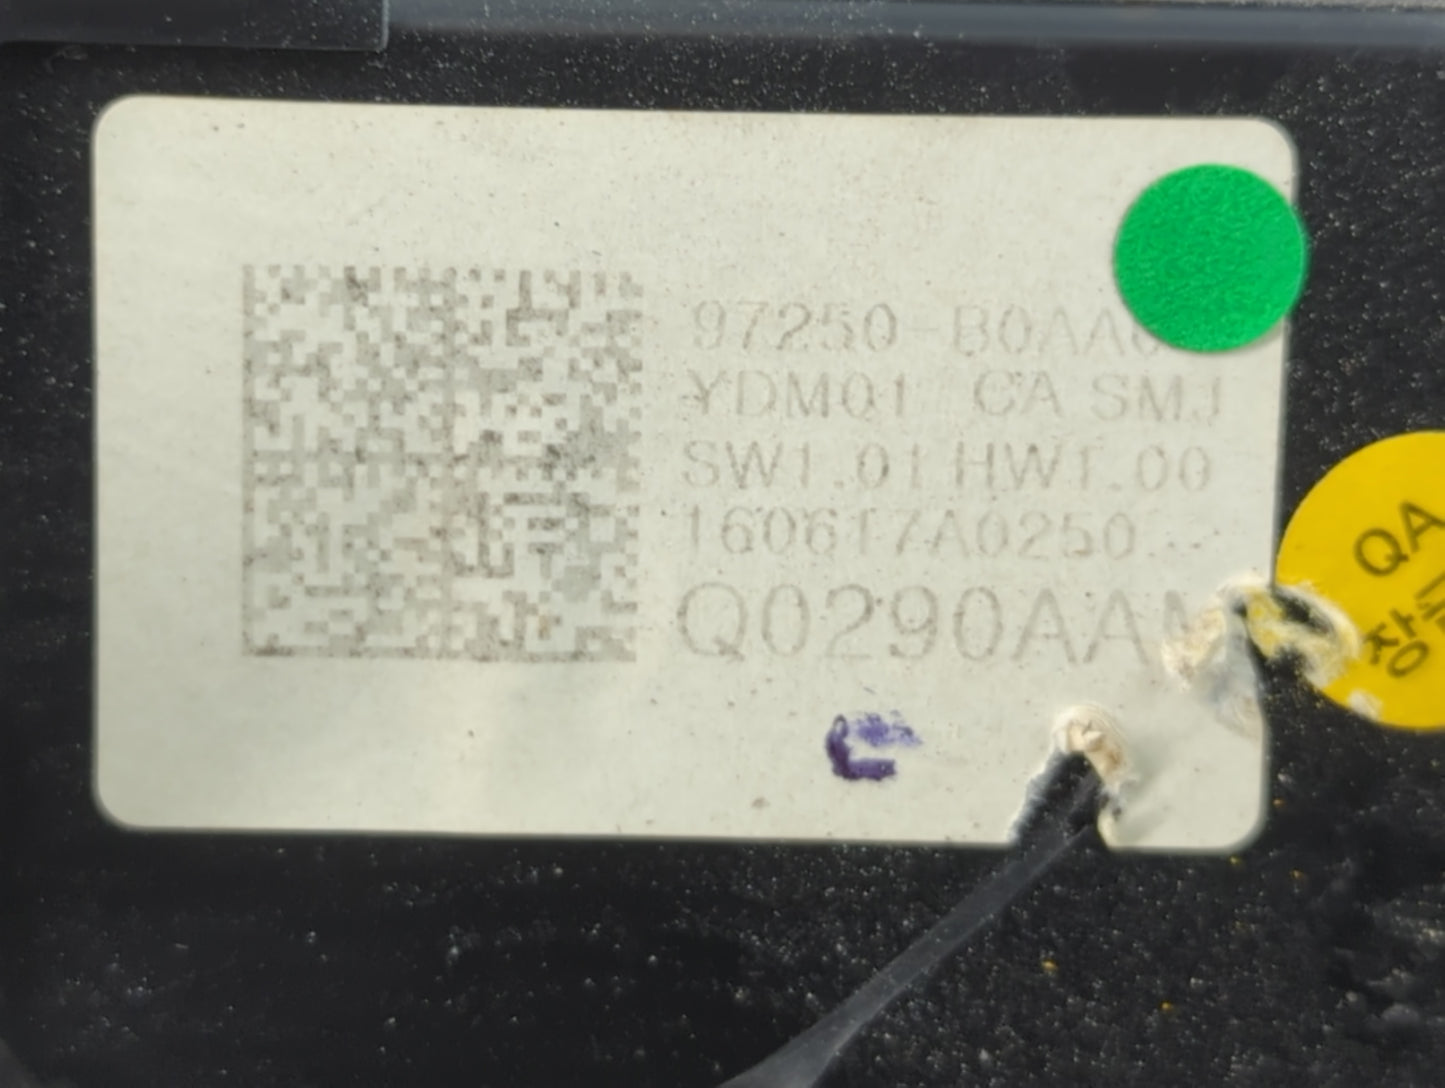 97250-B0AA
YDM01 CA SMJ
SW1.01 HW1.00
160617A0250
Q0290AA
QA